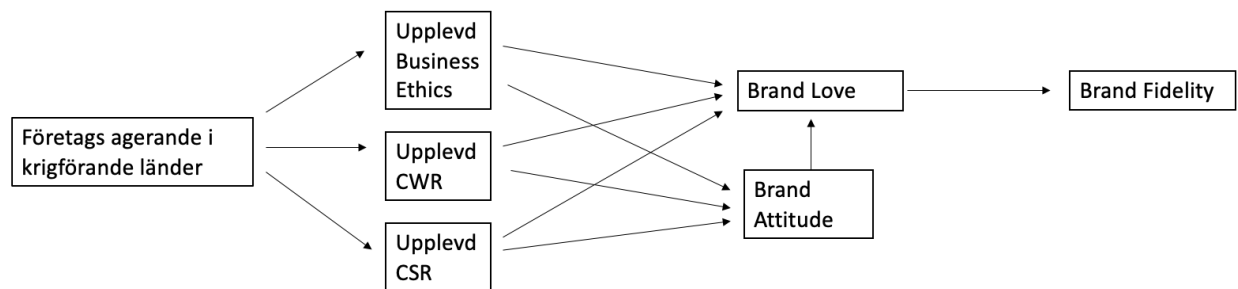 Företags agerande i
krigförande länder
Upplevd
Business
Ethics
Upplevd
CWR
Upplevd
CSR
Brand Love
Brand
Attitude
Brand Fidelity